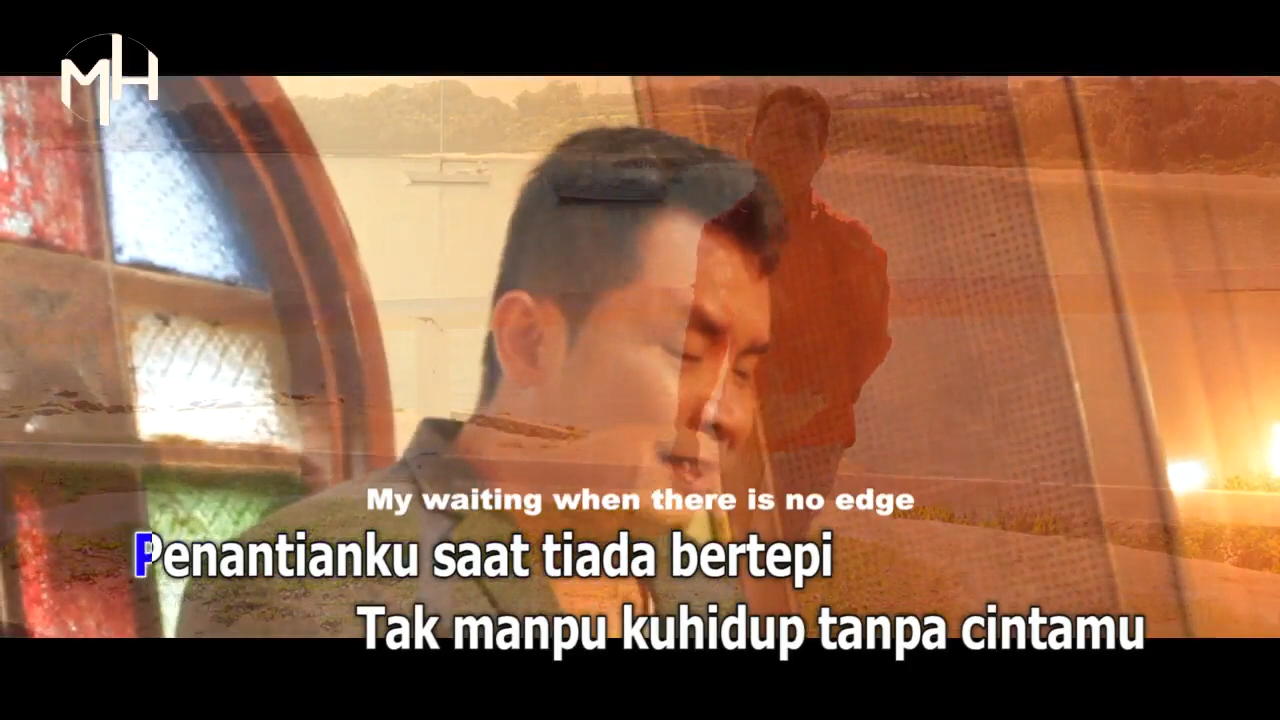 MH
My waiting when there is no edge
Penantianku saat tiada bertepi
Tak manpu kuhidup tanpa cintamu